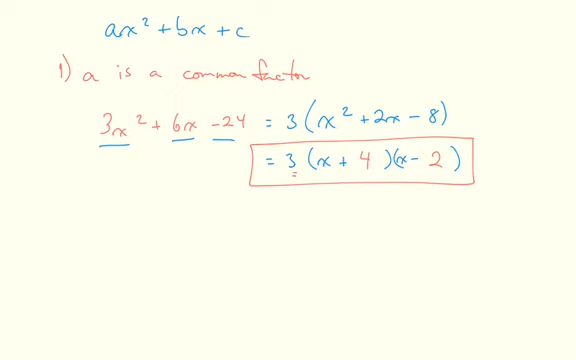 ax² + bx + c
1) a is a common factor
3x² + 6x - 24 = 3 (x² + 2x - 8)
= 3 (x + 4)(x - 2)